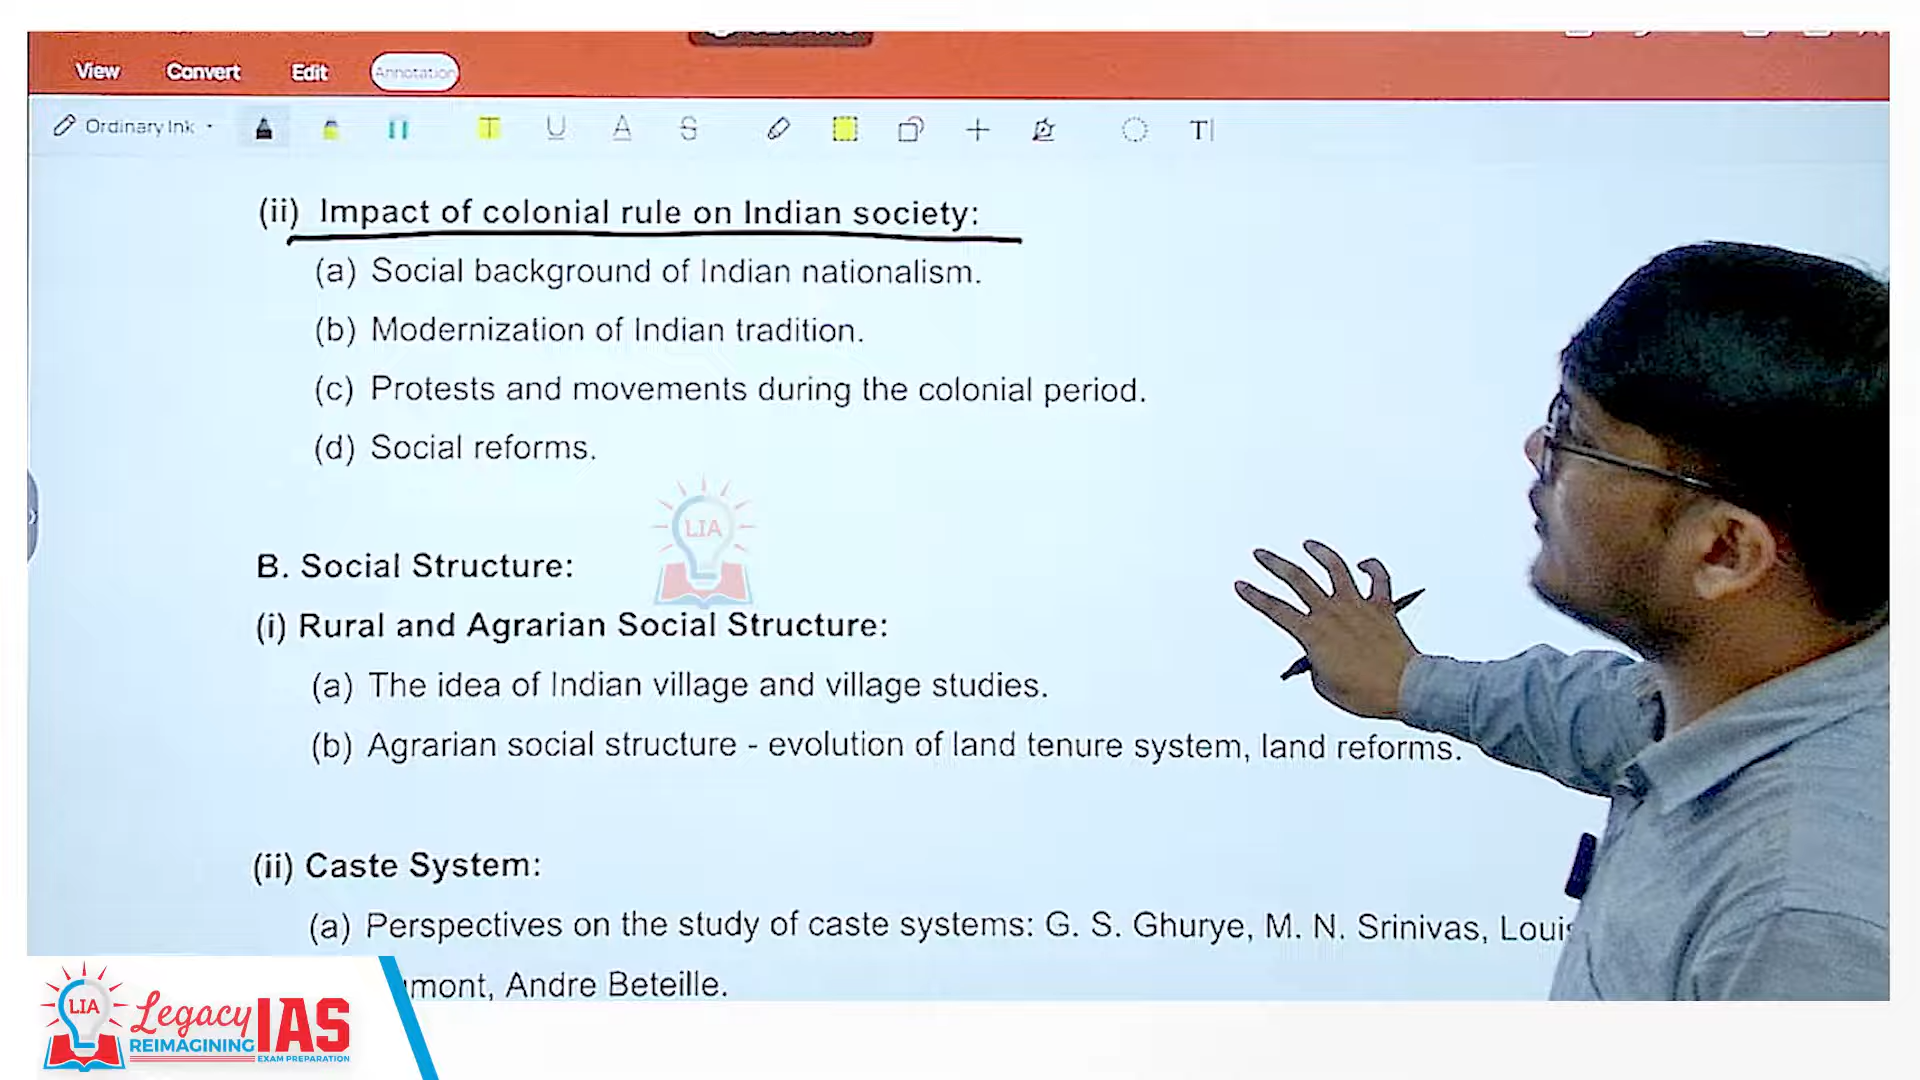 View Convert Edit Annotation
Ordinary Ink T U A S T
(ii) Impact of colonial rule on Indian society:
(a) Social background of Indian nationalism.
(b) Modernization of Indian tradition.
(c) Protests and movements during the colonial period.
(d) Social reforms.
LIA
B. Social Structure:
(i) Rural and Agrarian Social Structure:
(a) The idea of Indian village and village studies.
(b) Agrarian social structure - evolution of land tenure system, land reforms.
(ii) Caste System:
(a) Perspectives on the study of caste systems: G. S. Ghurye, M. N. Srinivas, Louis
mont, Andre Beteille.
LIA
Legacy IAS
REIMAGINING
EXAM PREPARATION